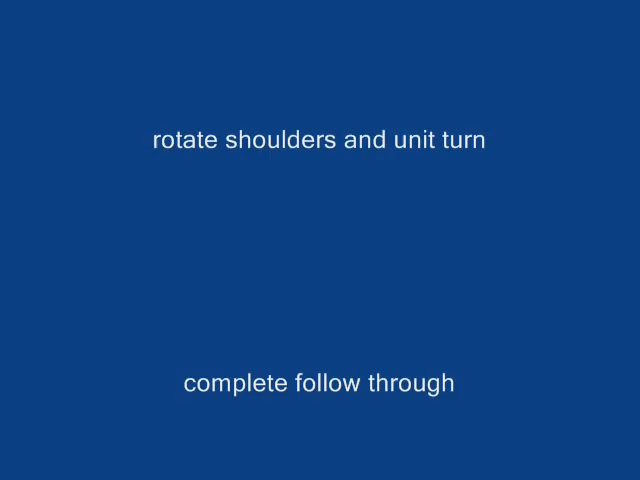 rotate shoulders and unit turn
complete follow through